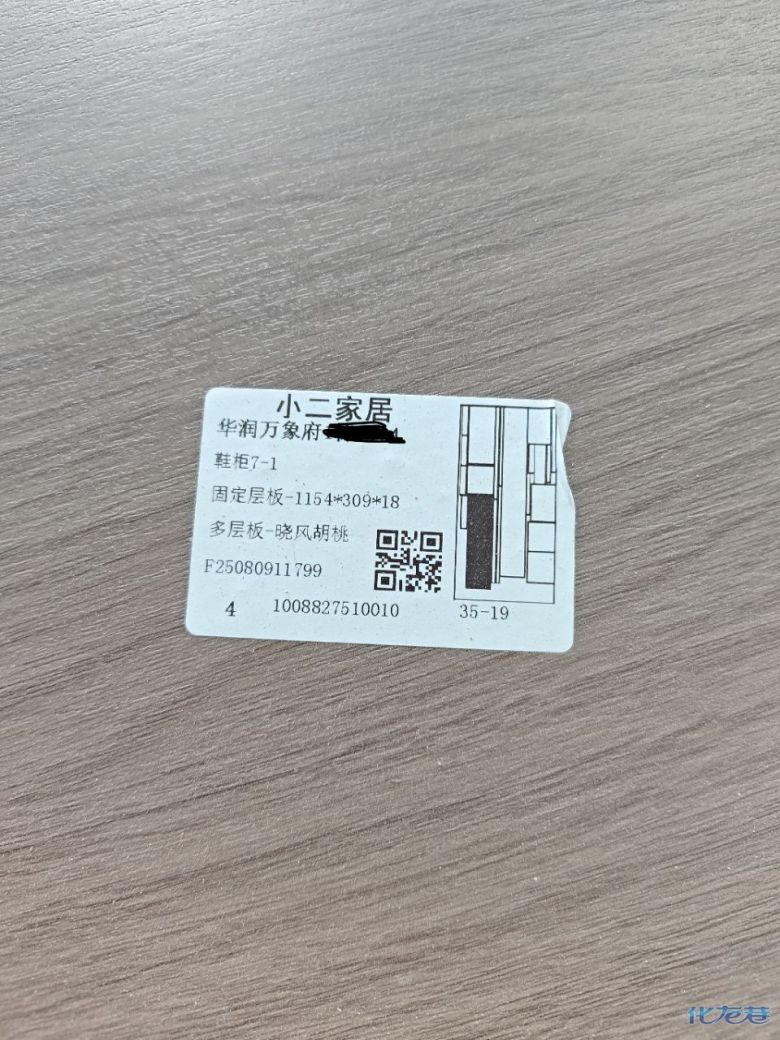 小二家居
华润万象府
鞋柜7-1
固定层板-1154*309*18
多层板-晓风胡桃
F25080911799
4 1008827510010
35-19
化龙巷